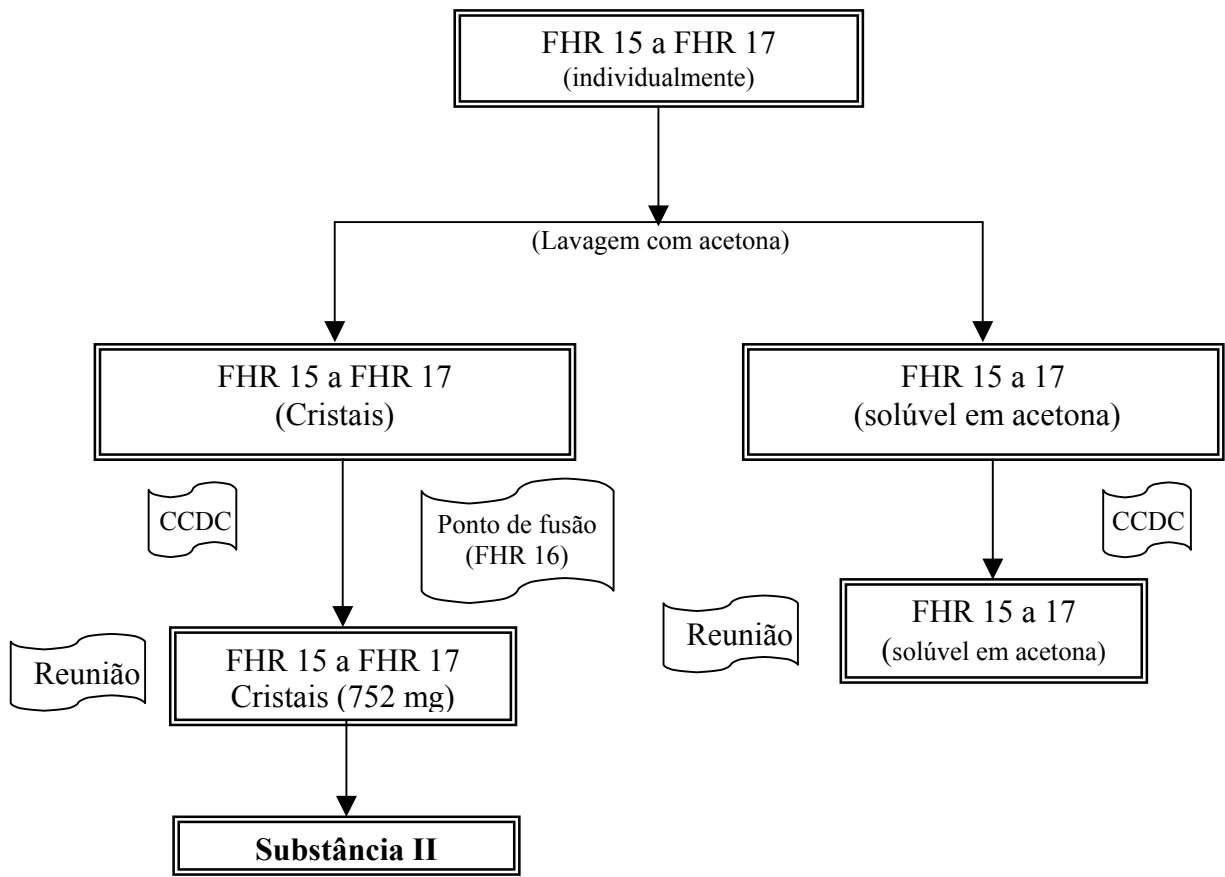 FHR 15 a FHR 17
(individualmente)
(Lavagem com acetona)
FHR 15 a FHR 17
(Cristais)
FHR 15 a 17
(solúvel em acetona)
CCDC
Ponto de fusão
(FHR 16)
CCDC
Reunião
FHR 15 a FHR 17
Cristais (752 mg)
Reunião
FHR 15 a 17
(solúvel em acetona)
Substância II